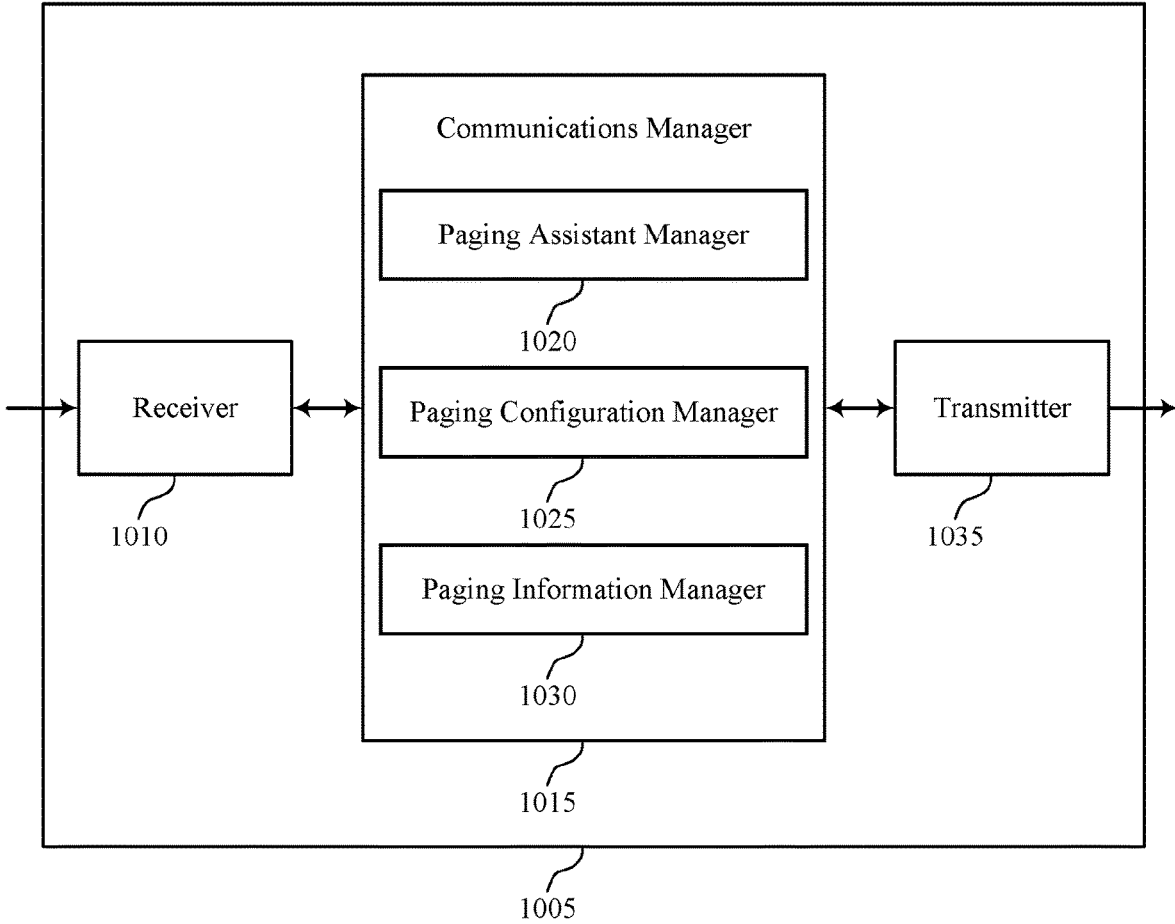 Communications Manager
Paging Assistant Manager
1020
Receiver
1010
Paging Configuration Manager
1025
Transmitter
1035
Paging Information Manager
1030
1015
1005